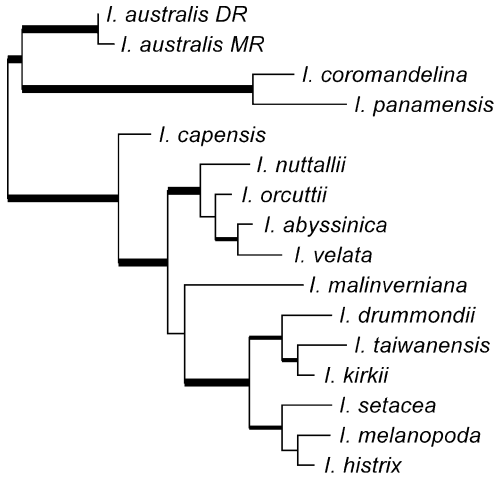 I. australis DR
I. australis MR
I. coromandelina
I. panamensis
I. capensis
I. nuttallii
I. orcuttii
I. abyssinica
I. velata
I. malinverniana
I. drummondii
I. taiwanensis
I. kirkii
I. setacea
I. melanopoda
I. histrix